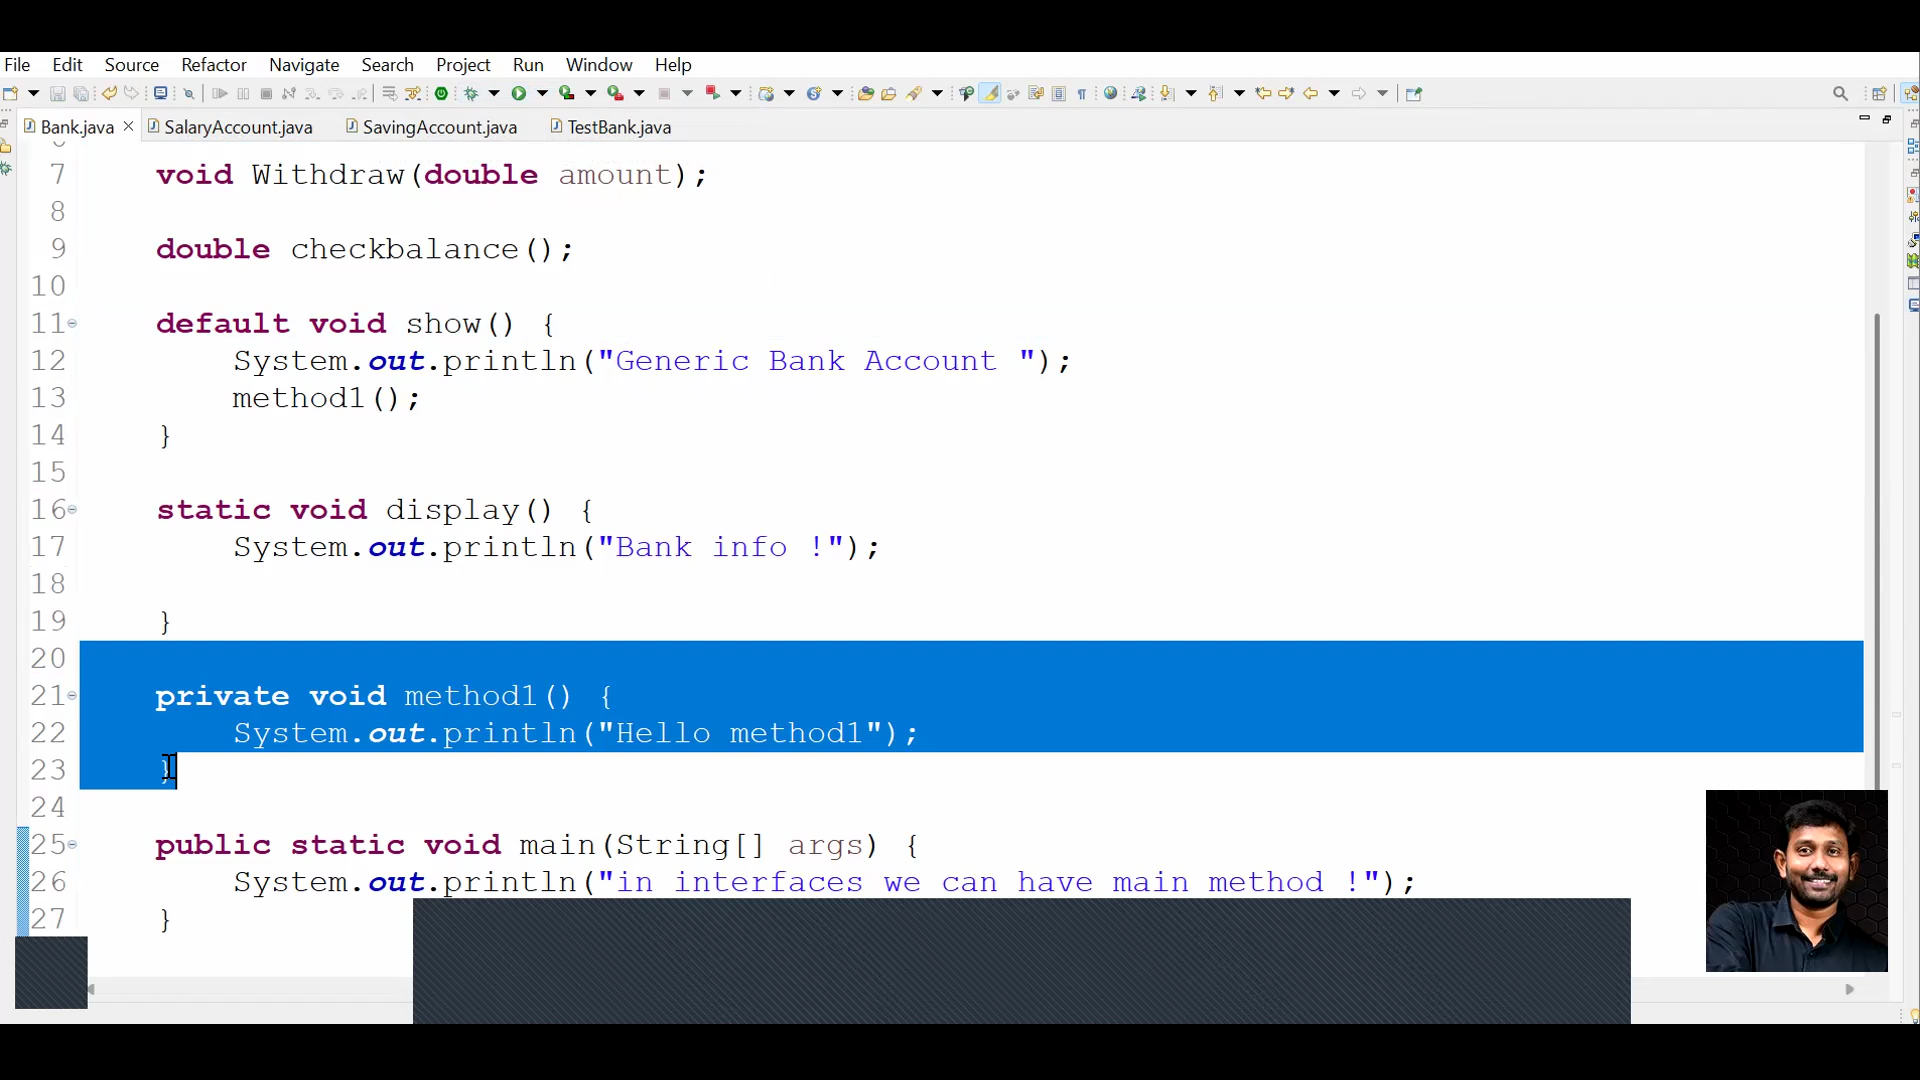 File Edit Source Refactor Navigate Search Project Run Window Help
Bank.java SalaryAccount.java SavingAccount.java TestBank.java
7 void Withdraw(double amount);
8
9 double checkbalance();
10
11 default void show() {
12 System.out.println("Generic Bank Account ");
13 method1();
14 }
15
16 static void display() {
17 System.out.println("Bank info !");
18
19 }
20
21 private void method1() {
22 System.out.println("Hello method1");
23 }
24
25 public static void main(String[] args) {
26 System.out.println("in interfaces we can have main method !");
27 }